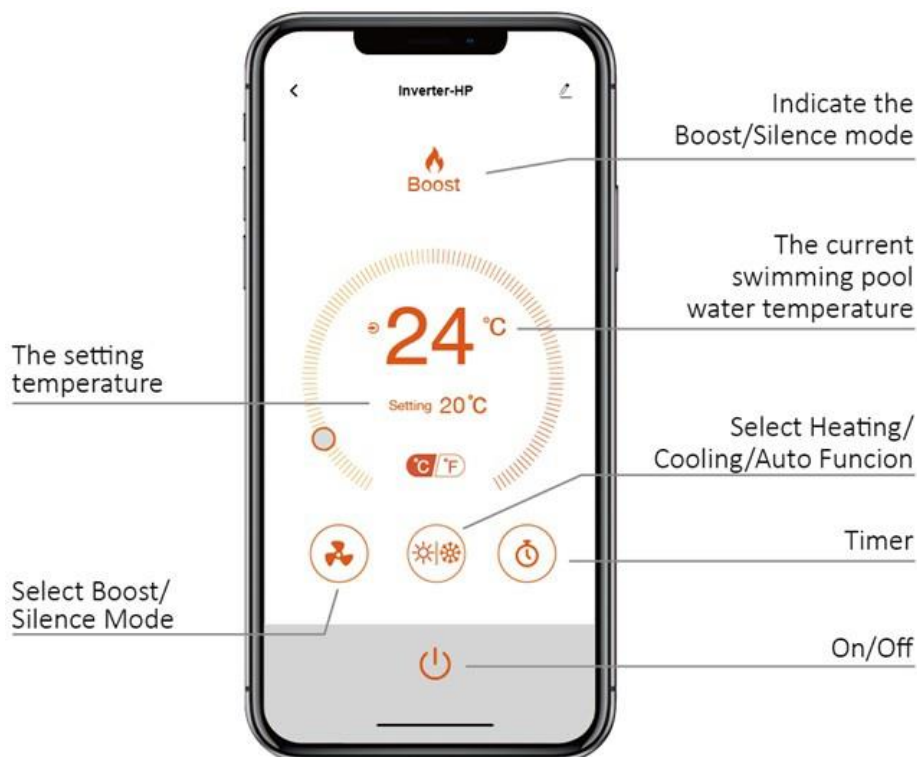 Inverter-HP
Indicate the
Boost/Silence mode
Boost
The current
swimming pool
water temperature
24 °C
The setting
temperature
Setting 20°C
Select Heating/
Cooling/Auto Funcion
°C/°F
Timer
Select Boost/
Silence Mode
On/Off